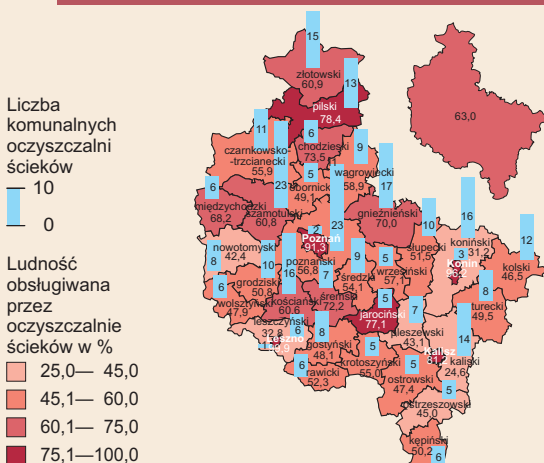 Liczba
komunalnych
oczyszczalni
ścieków
10
0
Ludność
obsługiwana
przez
oczyszczalnie
ścieków w %
25,0— 45,0
45,1— 60,0
60,1— 75,0
75,1—100,0
15
złotowski
60,9
13
pilski
78,4
63,0
11
6
chodzieski
73,5
czarnkowsko-
-trzcianecki
55,9
9
wągrowiecki
58,9
5
obornicki
49,1
23
17
6
międzychodzki
68,2
szamotulski
60,8
23
gnieźnieński
70,0
10
16
12
2
Poznań
91,3
słupecki
51,5
koniński
31,2
3
Konin
96,2
kolski
46,5
nowotomyski
42,4
8
10
16
poznański
56,8
7
9
5
średzki
54,1
wrzesiński
57,1
grodziski
50,8
6
wolsztyński
47,9
kościański
60,6
śremski
72,2
5
jarociński
77,1
8
turecki
49,5
7
leszczyński
32,8
6
8
Leszno
gostyński
48,1
pleszewski
43,1
14
5
krotoszyński
55,0
Kalisz
kaliski
24,6
6
rawicki
52,3
5
ostrowski
47,4
5
ostrzeszowski
45,0
kępiński
50,2
6